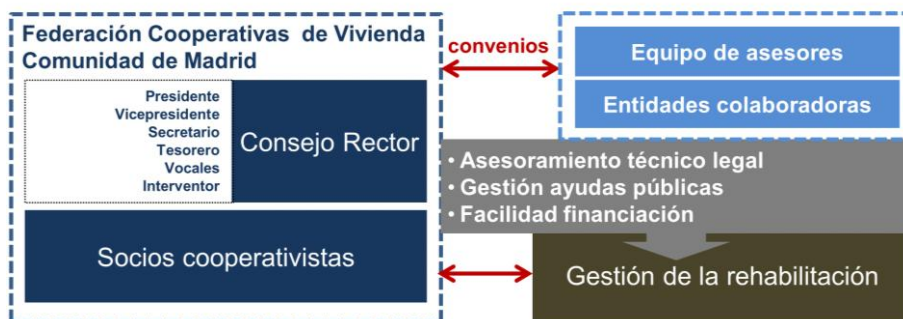 Federación Cooperativas de Vivienda
Comunidad de Madrid
Presidente
Vicepresidente
Secretario
Tesorero
Vocales
Interventor
Consejo Rector
Socios cooperativistas
convenios
Equipo de asesores
Entidades colaboradoras
• Asesoramiento técnico legal
• Gestión ayudas públicas
• Facilidad financiación
Gestión de la rehabilitación